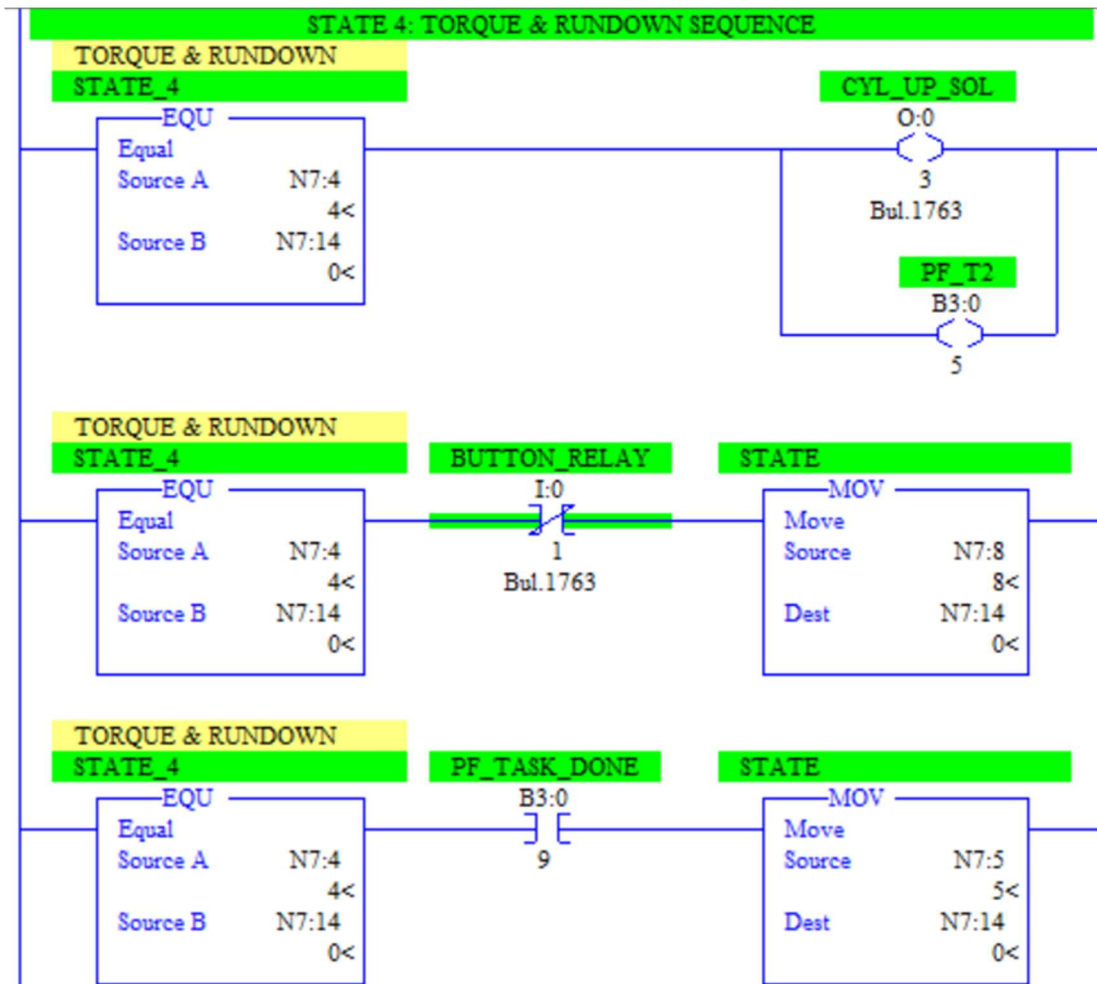 STATE 4: TORQUE & RUNDOWN SEQUENCE
TORQUE & RUNDOWN
STATE_4
CYL_UP_SOL
EQU
O:0
Equal
Source A N7:4
3
4<
Bul.1763
Source B N7:14
0<
PF_T2
B3:0
5
TORQUE & RUNDOWN
STATE_4 BUTTON_RELAY STATE
EQU I:0 MOV
Equal Move
Source A N7:4 1 Source N7:8
4< Bul.1763 8<
Source B N7:14 Dest N7:14
0< 0<
TORQUE & RUNDOWN
STATE_4 PF_TASK_DONE STATE
EQU B3:0 MOV
Equal Move
Source A N7:4 9 Source N7:5
4< 5<
Source B N7:14 Dest N7:14
0< 0<